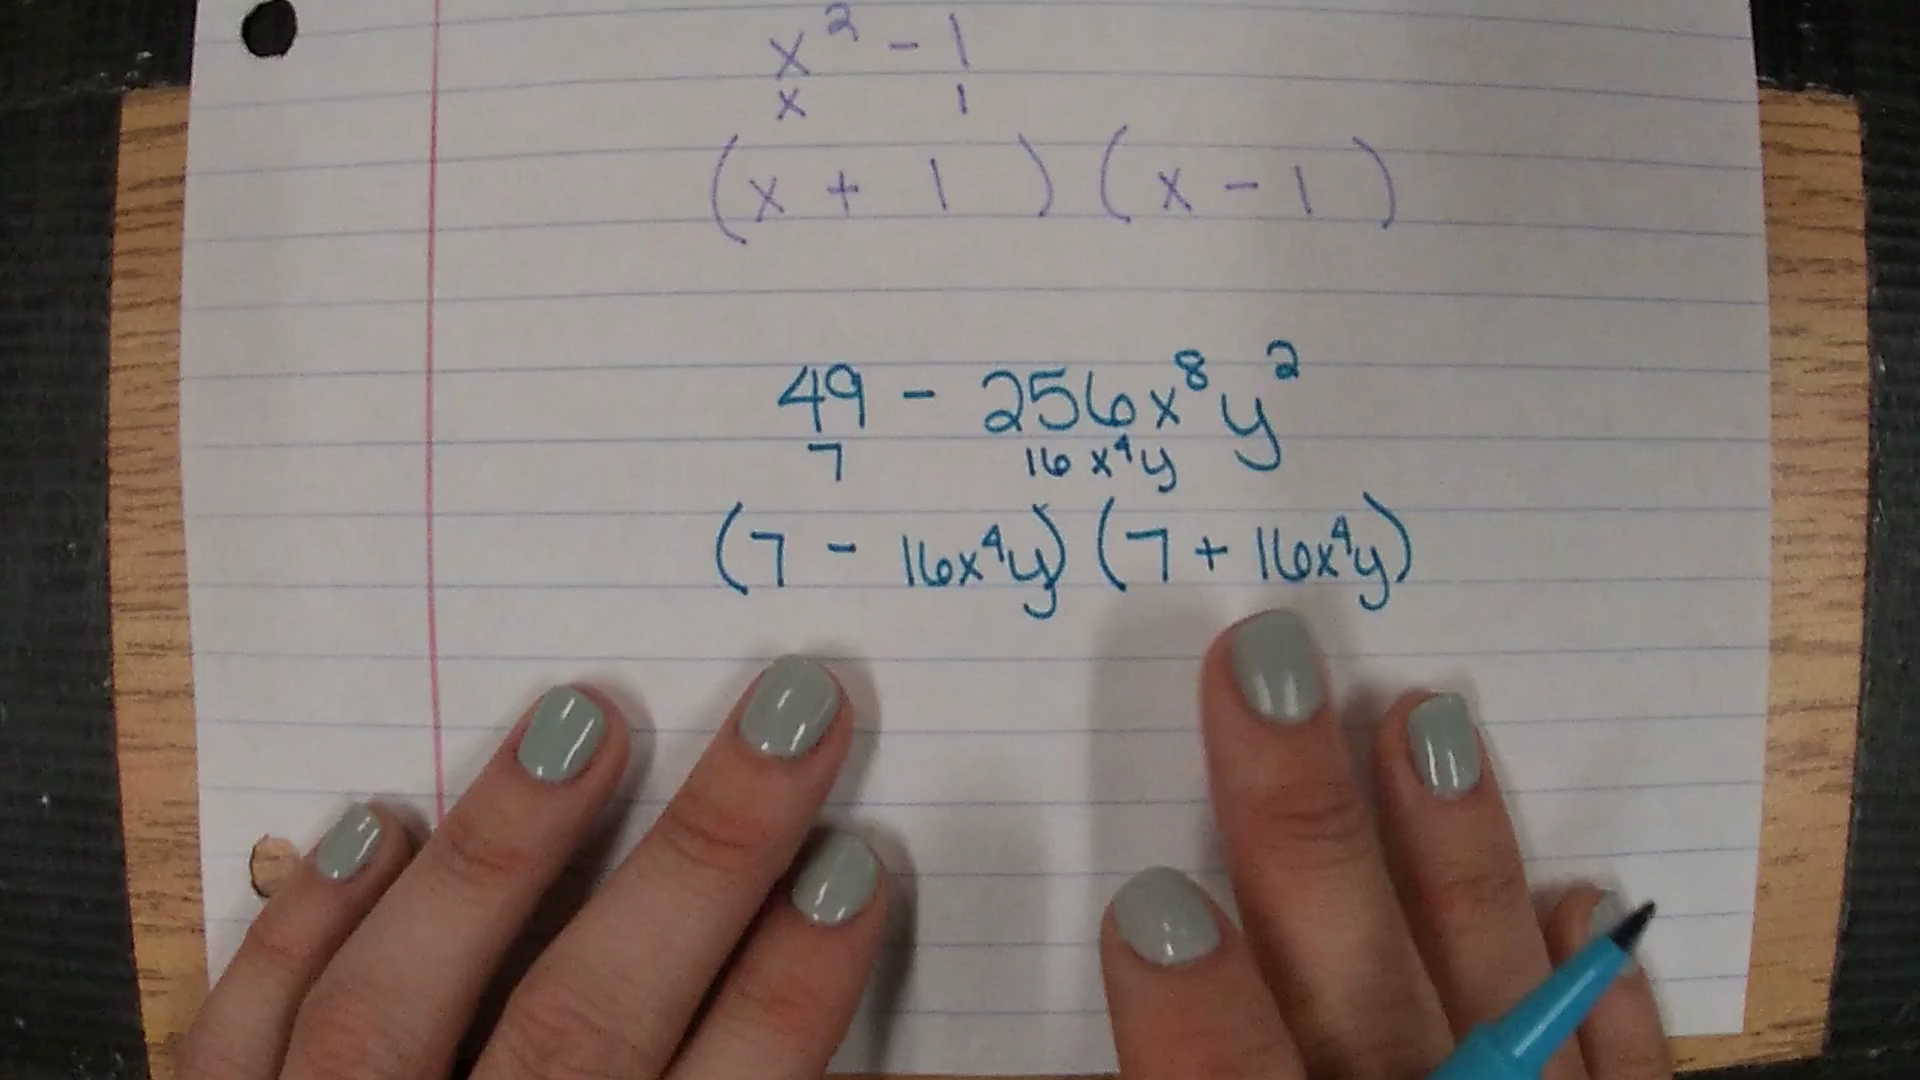 x² - 1
x 1
(x + 1) (x - 1)
49 - 256x⁸y²
7 16x⁴y
(7 - 16x⁴y) (7 + 16x⁴y)